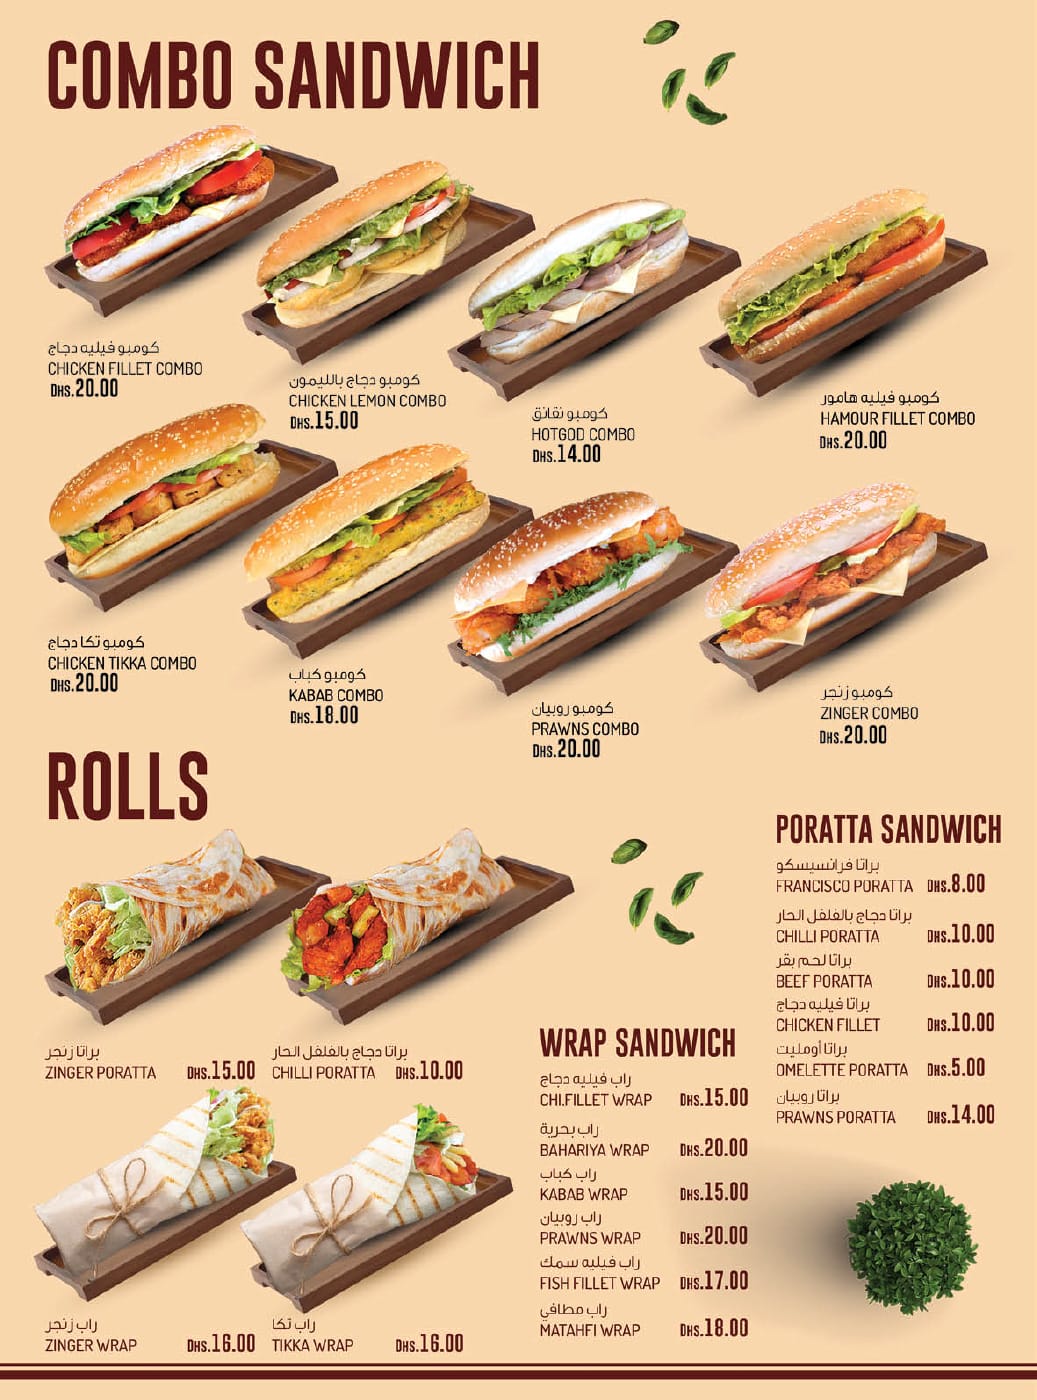 COMBO SANDWICH
كومبو فيليه دجاج
CHICKEN FILLET COMBO
DHS.20.00
كومبو دجاج بالليمون
CHICKEN LEMON COMBO
DHS.15.00
كومبو نقانق
HOTGOD COMBO
DHS.14.00
كومبو فيليه هامور
HAMOUR FILLET COMBO
DHS.20.00
كومبو تكا دجاج
CHICKEN TIKKA COMBO
DHS.20.00
كومبو كباب
KABAB COMBO
DHS.18.00
كومبو روبيان
PRAWNS COMBO
DHS.20.00
كومبو زنجر
ZINGER COMBO
DHS.20.00
ROLLS
براتا زنجر
ZINGER PORATTA DHS.15.00
براتا دجاج بالفلفل الحار
CHILLI PORATTA DHS.10.00
راب زنجر
ZINGER WRAP DHS.16.00
راب تكا
TIKKA WRAP DHS.16.00
WRAP SANDWICH
راب فيليه دجاج
CHI.FILLET WRAP DHS.15.00
راب بحرية
BAHARIYA WRAP DHS.20.00
راب كباب
KABAB WRAP DHS.15.00
راب روبيان
PRAWNS WRAP DHS.20.00
راب فيليه سمك
FISH FILLET WRAP DHS.17.00
راب مطافي
MATAHFI WRAP DHS.18.00
PORATTA SANDWICH
براتا فرانسيسكو
FRANCISCO PORATTA DHS.8.00
براتا دجاج بالفلفل الحار
CHILLI PORATTA DHS.10.00
براتا لحم بقر
BEEF PORATTA DHS.10.00
براتا فيليه دجاج
CHICKEN FILLET DHS.10.00
براتا أومليت
OMELETTE PORATTA DHS.5.00
براتا روبيان
PRAWNS PORATTA DHS.14.00